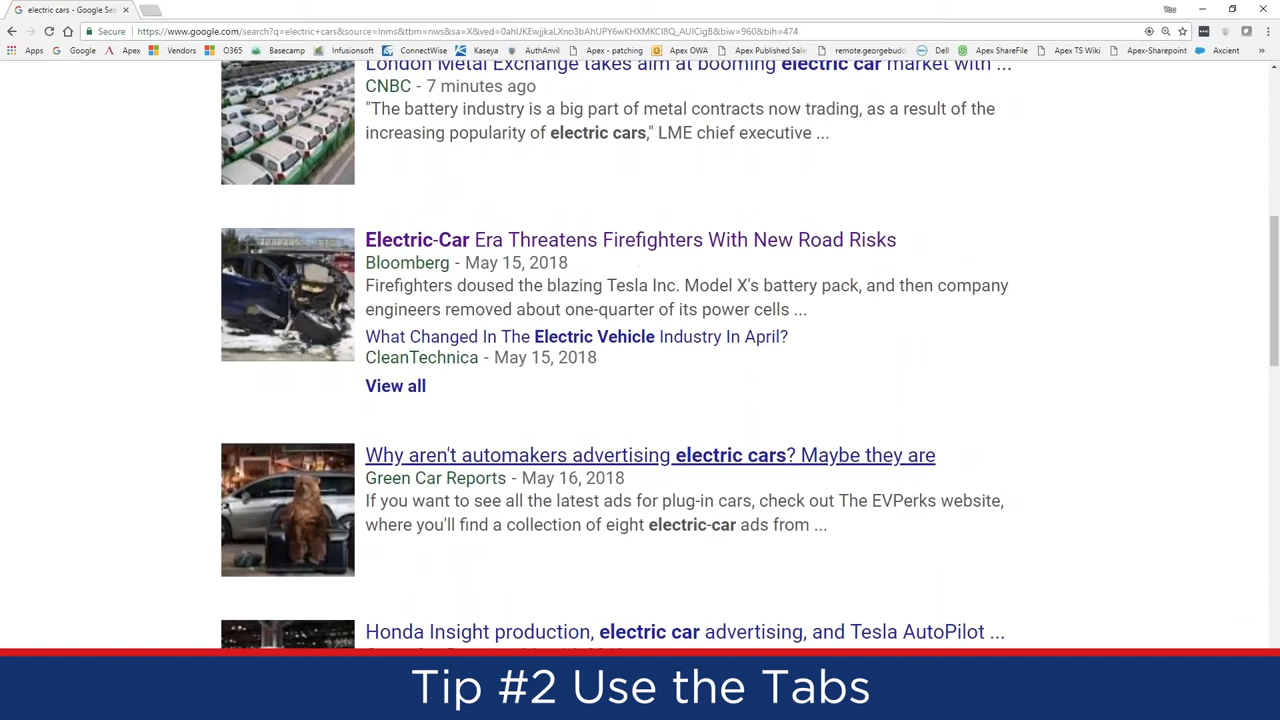 electric cars - Google Sea
You
Secure
https://www.google.com/search?q=electric+cars&source=lnms&tbm=nws&sa=X&ved=0ahUKEwjjkaLXno3bAhUPY6wKHXMKCl8Q_AUICigB&biw=960&bih=474
Apps Google Apex Vendors O365 Basecamp Infusionsoft ConnectWise Kaseya AuthAnvil Apex - patching Apex OWA Apex Published Sale remote.georgebuc Dell Apex ShareFile Apex TS Wiki Apex-Sharepoint Axcient
London Metal Exchange takes aim at booming electric car market with ...
CNBC - 7 minutes ago
"The battery industry is a big part of metal contracts now trading, as a result of the
increasing popularity of electric cars," LME chief executive ...
Electric-Car Era Threatens Firefighters With New Road Risks
Bloomberg - May 15, 2018
Firefighters doused the blazing Tesla Inc. Model X's battery pack, and then company
engineers removed about one-quarter of its power cells ...
What Changed In The Electric Vehicle Industry In April?
CleanTechnica - May 15, 2018
View all
Why aren't automakers advertising electric cars? Maybe they are
Green Car Reports - May 16, 2018
If you want to see all the latest ads for plug-in cars, check out The EVPerks website,
where you'll find a collection of eight electric-car ads from ...
Honda Insight production, electric car advertising, and Tesla AutoPilot ...
Tip #2 Use the Tabs